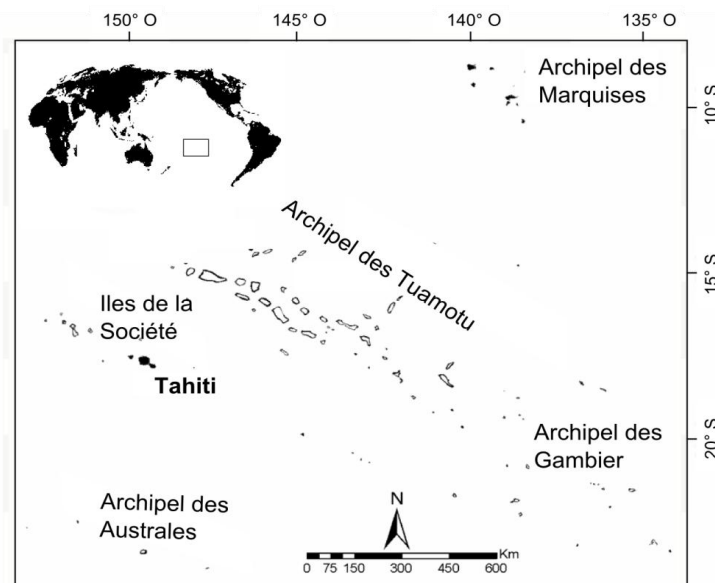 150° O 145° O 140° O 135° O
Archipel des
Marquises
10° S
Archipel des Tuamotu
15° S
Iles de la
Société
Tahiti
Archipel des
Gambier
20° S
Archipel des
Australes
N
Km
0 75 150 300 450 600